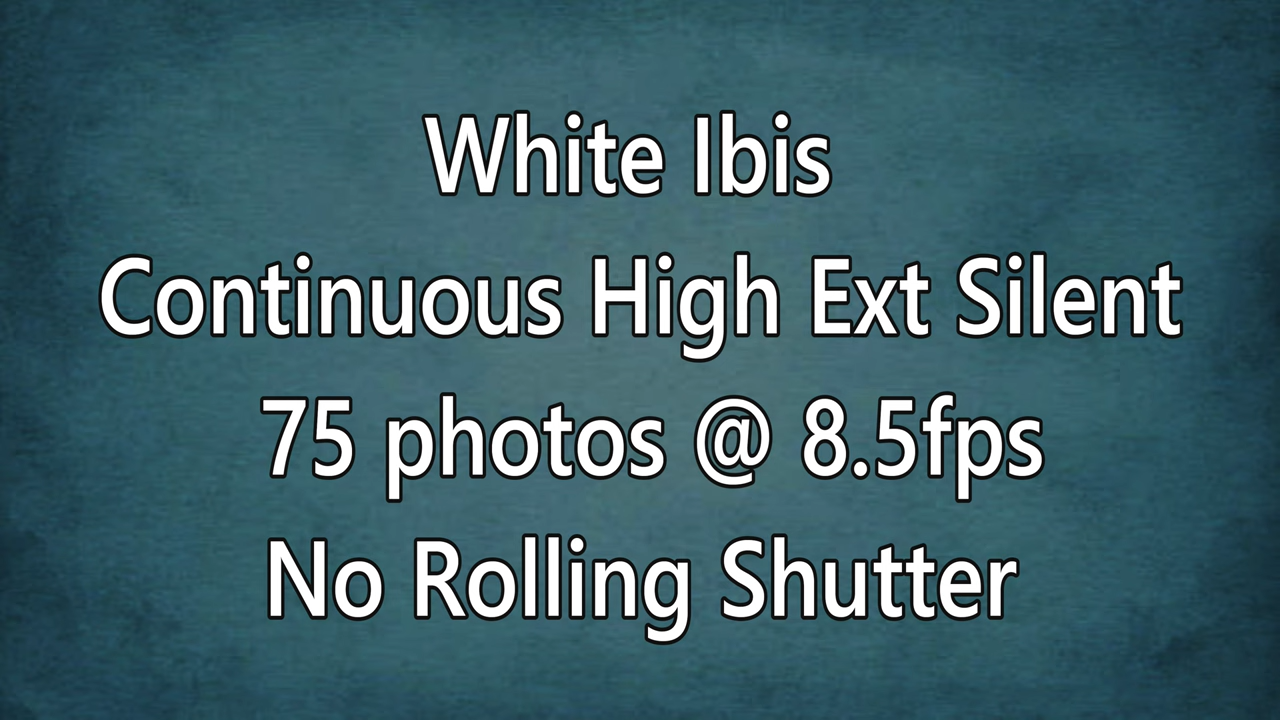 White Ibis
Continuous High Ext Silent
75 photos @ 8.5fps
No Rolling Shutter